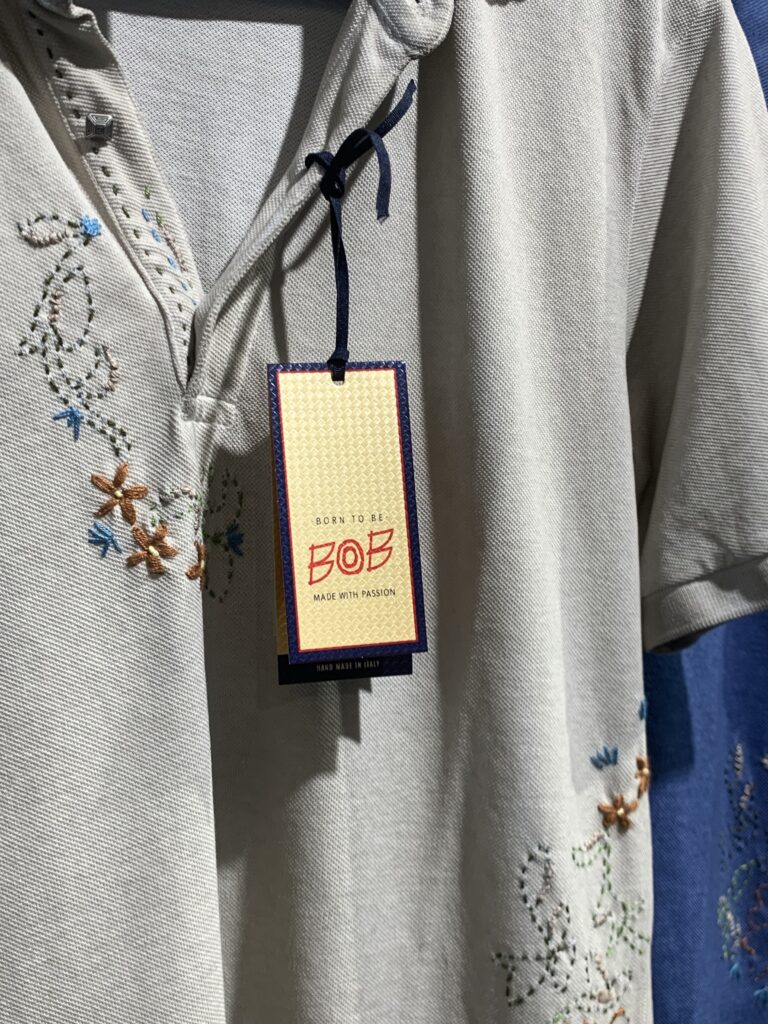 BORN TO BE
BOB
MADE WITH PASSION
HAND MADE IN ITALY